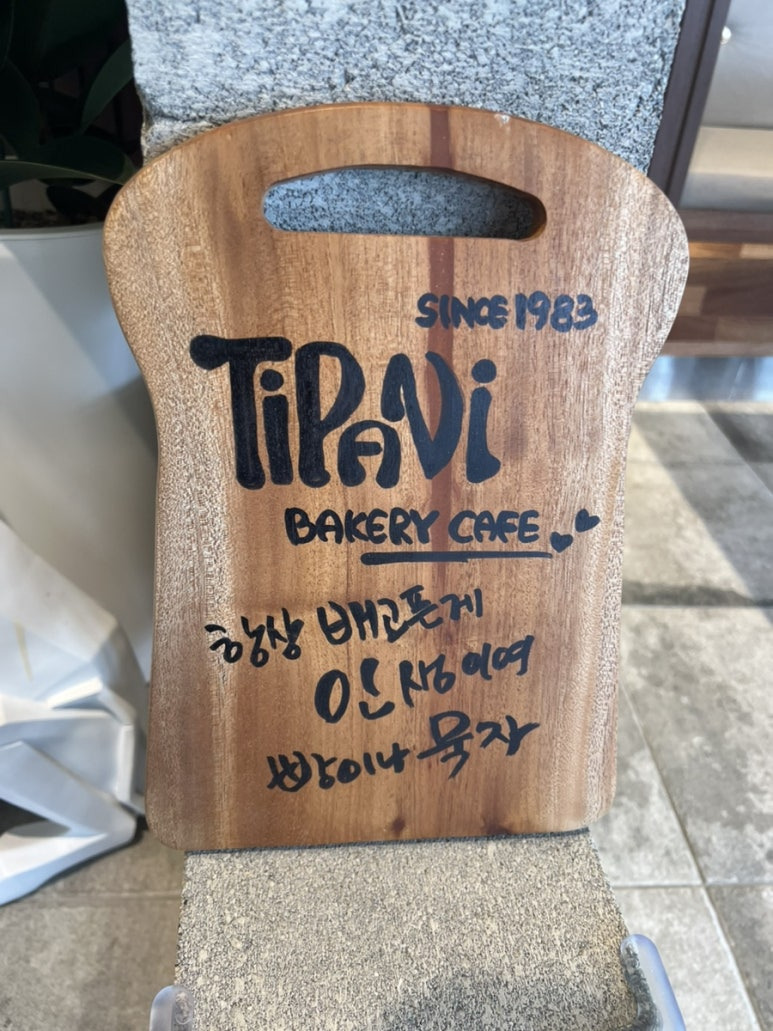 SINCE 1983
TiPANi
BAKERY CAFE
항상 배고픈게
인생이여
빵이나 묵자